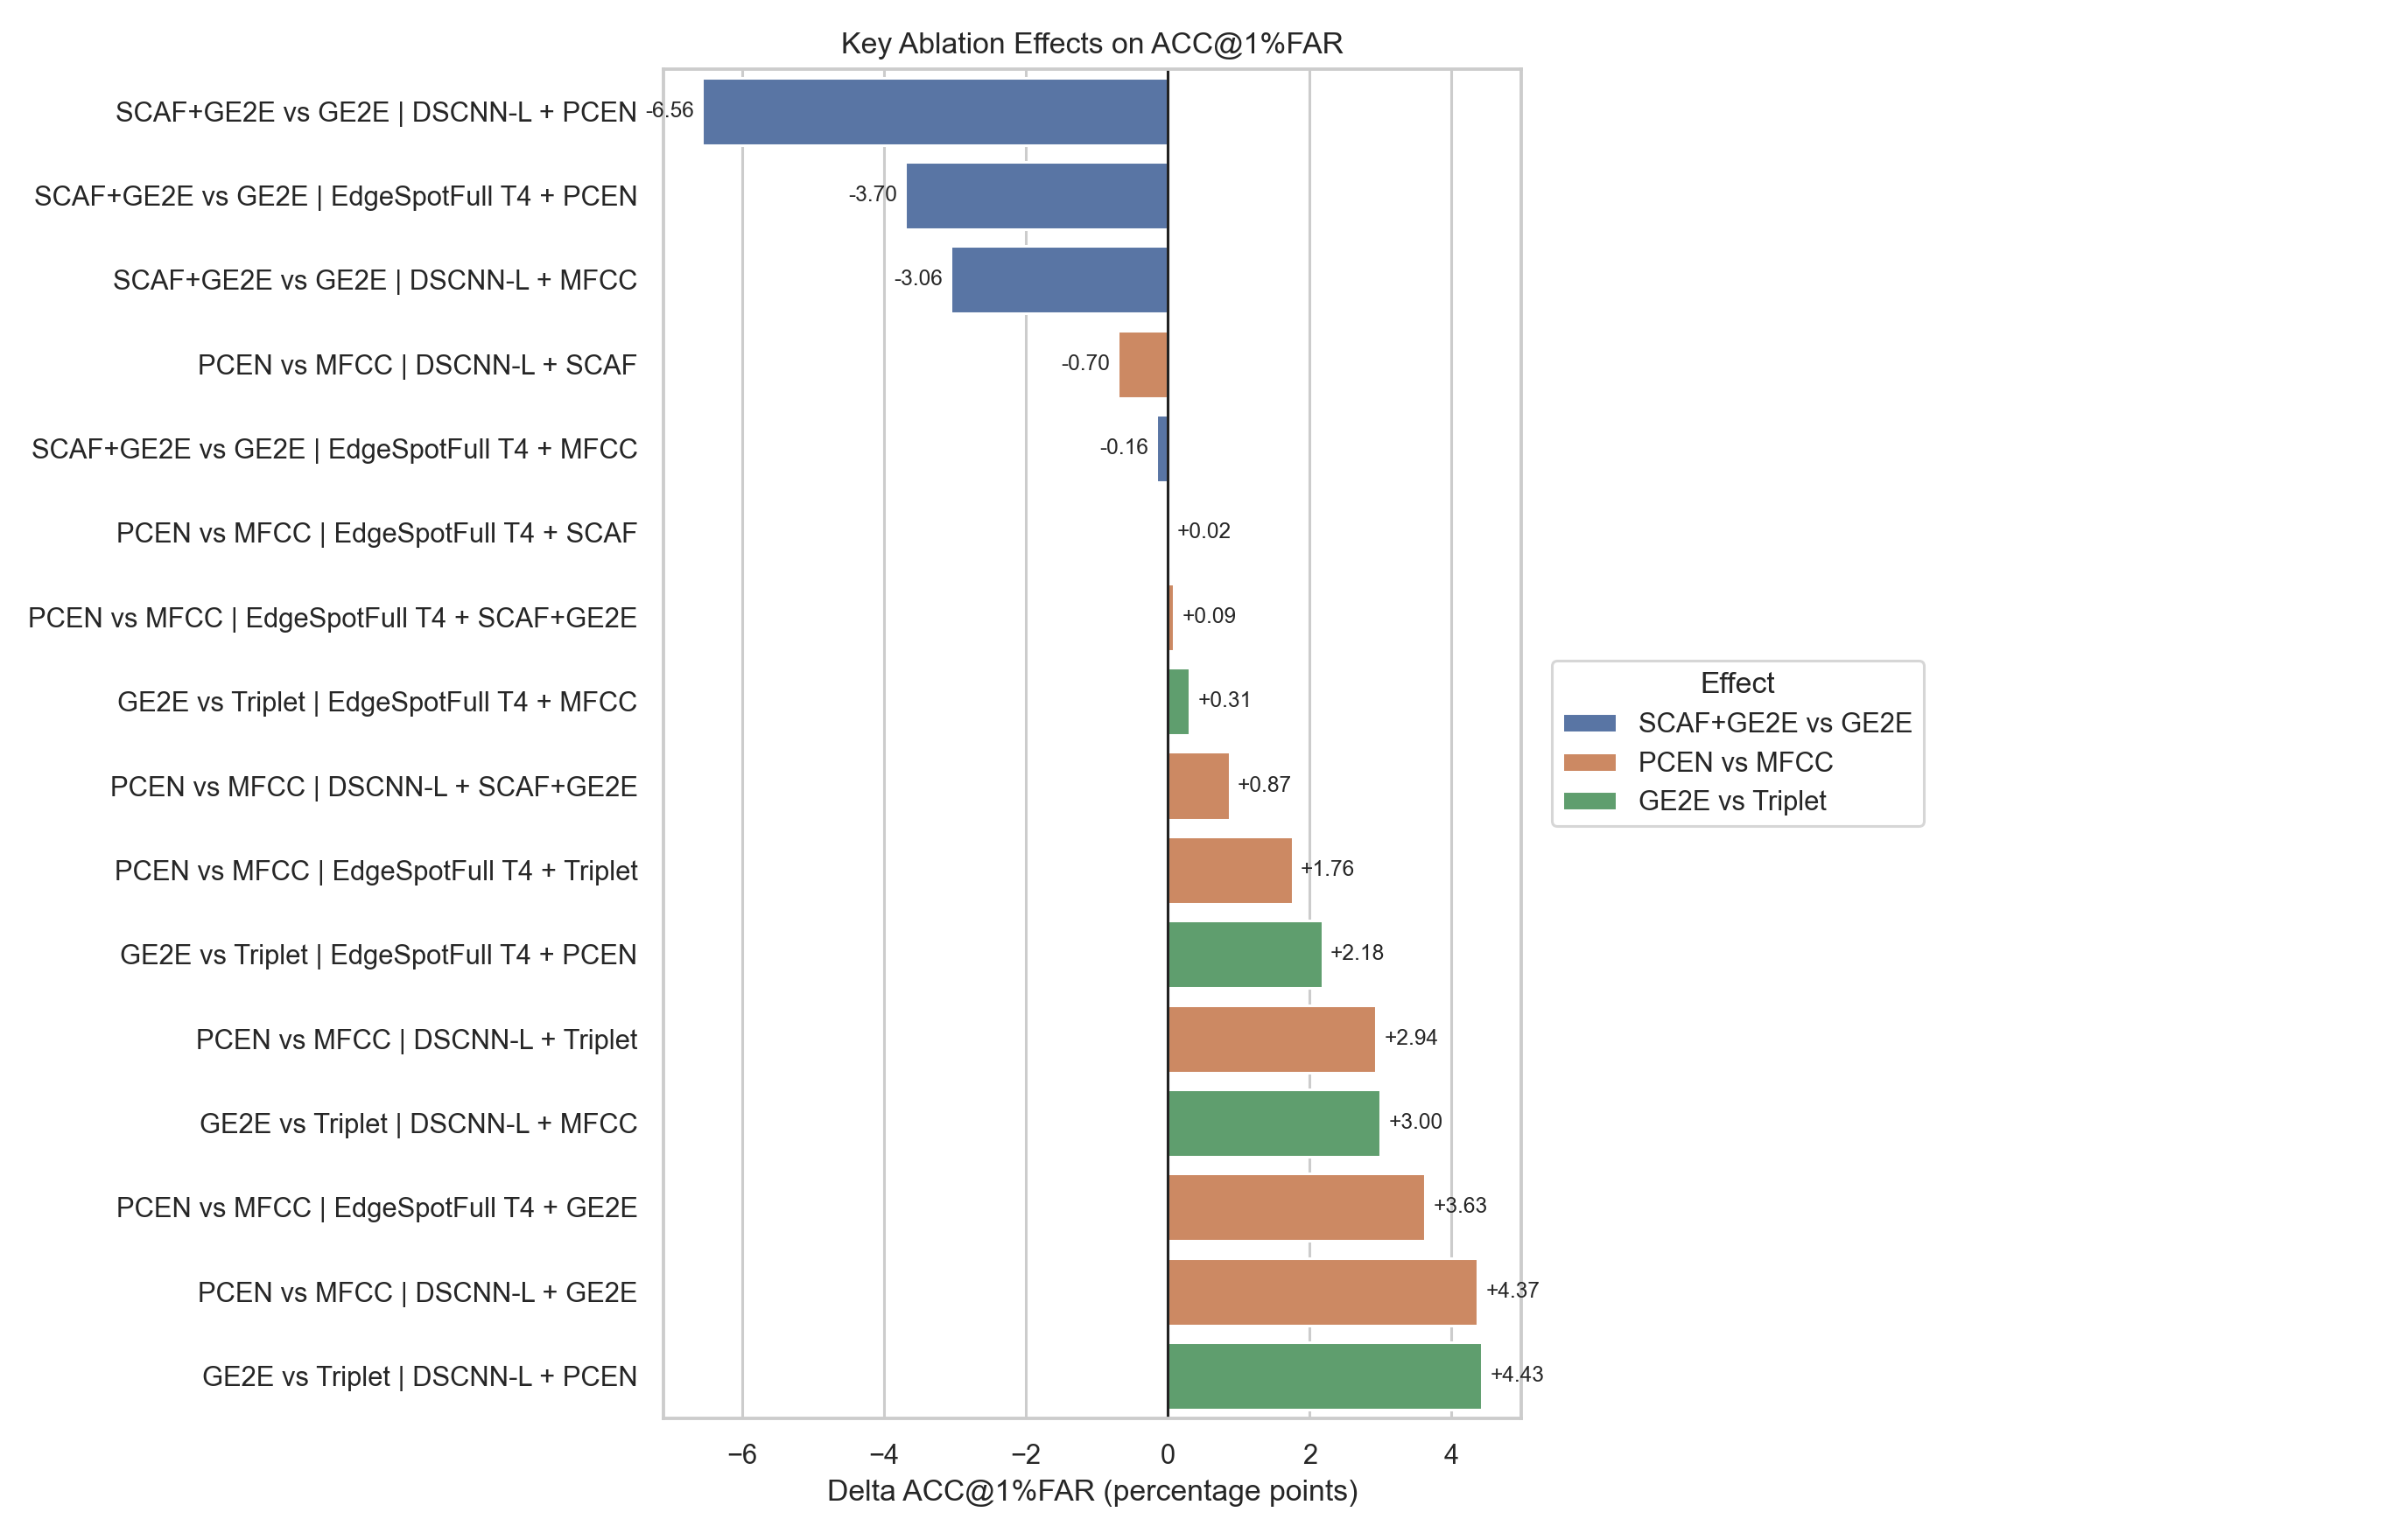 Key Ablation Effects on ACC@1%FAR
SCAF+GE2E vs GE2E | DSCNN-L + PCEN
-6.56
SCAF+GE2E vs GE2E | EdgeSpotFull T4 + PCEN
-3.70
SCAF+GE2E vs GE2E | DSCNN-L + MFCC
-3.06
PCEN vs MFCC | DSCNN-L + SCAF
-0.70
SCAF+GE2E vs GE2E | EdgeSpotFull T4 + MFCC
-0.16
PCEN vs MFCC | EdgeSpotFull T4 + SCAF
+0.02
PCEN vs MFCC | EdgeSpotFull T4 + SCAF+GE2E
+0.09
GE2E vs Triplet | EdgeSpotFull T4 + MFCC
+0.31
PCEN vs MFCC | DSCNN-L + SCAF+GE2E
+0.87
PCEN vs MFCC | EdgeSpotFull T4 + Triplet
+1.76
GE2E vs Triplet | EdgeSpotFull T4 + PCEN
+2.18
PCEN vs MFCC | DSCNN-L + Triplet
+2.94
GE2E vs Triplet | DSCNN-L + MFCC
+3.00
PCEN vs MFCC | EdgeSpotFull T4 + GE2E
+3.63
PCEN vs MFCC | DSCNN-L + GE2E
+4.37
GE2E vs Triplet | DSCNN-L + PCEN
+4.43
−6 −4 −2 0 2 4
Delta ACC@1%FAR (percentage points)
Effect
SCAF+GE2E vs GE2E
PCEN vs MFCC
GE2E vs Triplet